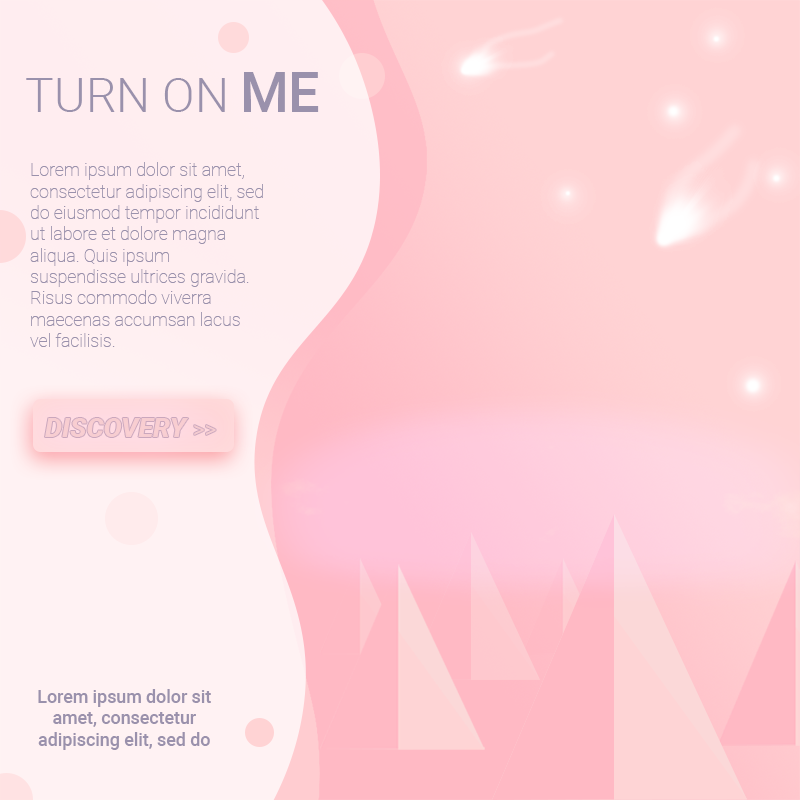 TURN ON ME
Lorem ipsum dolor sit amet,
consectetur adipiscing elit, sed
do eiusmod tempor incididunt
ut labore et dolore magna
aliqua. Quis ipsum
suspendisse ultrices gravida.
Risus commodo viverra
maecenas accumsan lacus
vel facilisis.
DISCOVERY >>
Lorem ipsum dolor sit
amet, consectetur
adipiscing elit, sed do